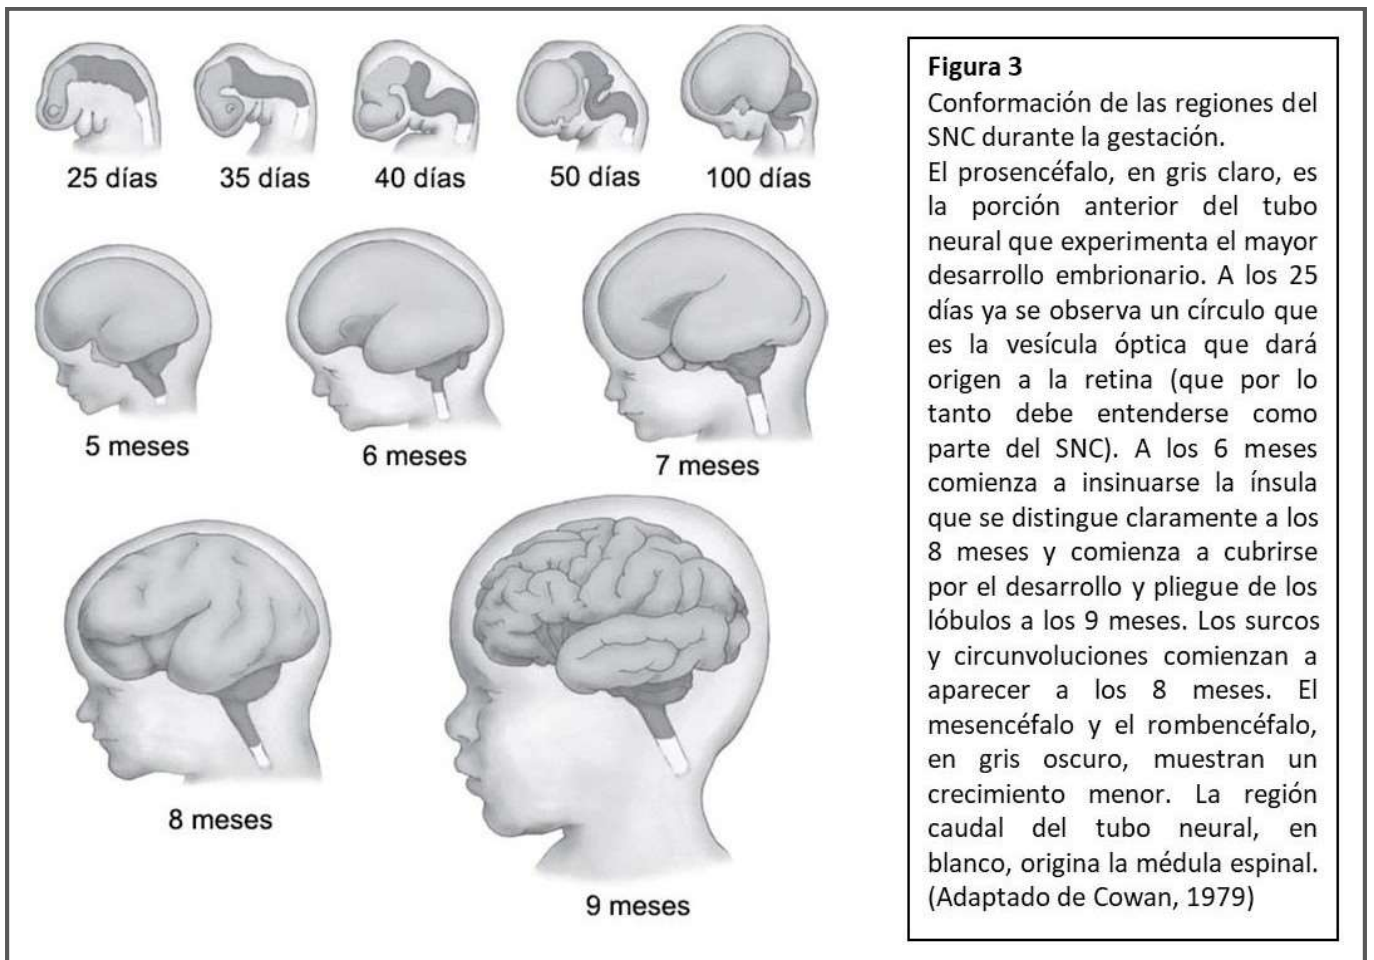 25 días
35 días
40 días
50 días
100 días
5 meses
6 meses
7 meses
8 meses
9 meses
Figura 3
Conformación de las regiones del
SNC durante la gestación.
El prosencéfalo, en gris claro, es
la porción anterior del tubo
neural que experimenta el mayor
desarrollo embrionario. A los 25
días ya se observa un círculo que
es la vesícula óptica que dará
origen a la retina (que por lo
tanto debe entenderse como
parte del SNC). A los 6 meses
comienza a insinuarse la ínsula
que se distingue claramente a los
8 meses y comienza a cubrirse
por el desarrollo y pliegue de los
lóbulos a los 9 meses. Los surcos
y circunvoluciones comienzan a
aparecer a los 8 meses. El
mesencéfalo y el rombencéfalo,
en gris oscuro, muestran un
crecimiento menor. La región
caudal del tubo neural, en
blanco, origina la médula espinal.
(Adaptado de Cowan, 1979)